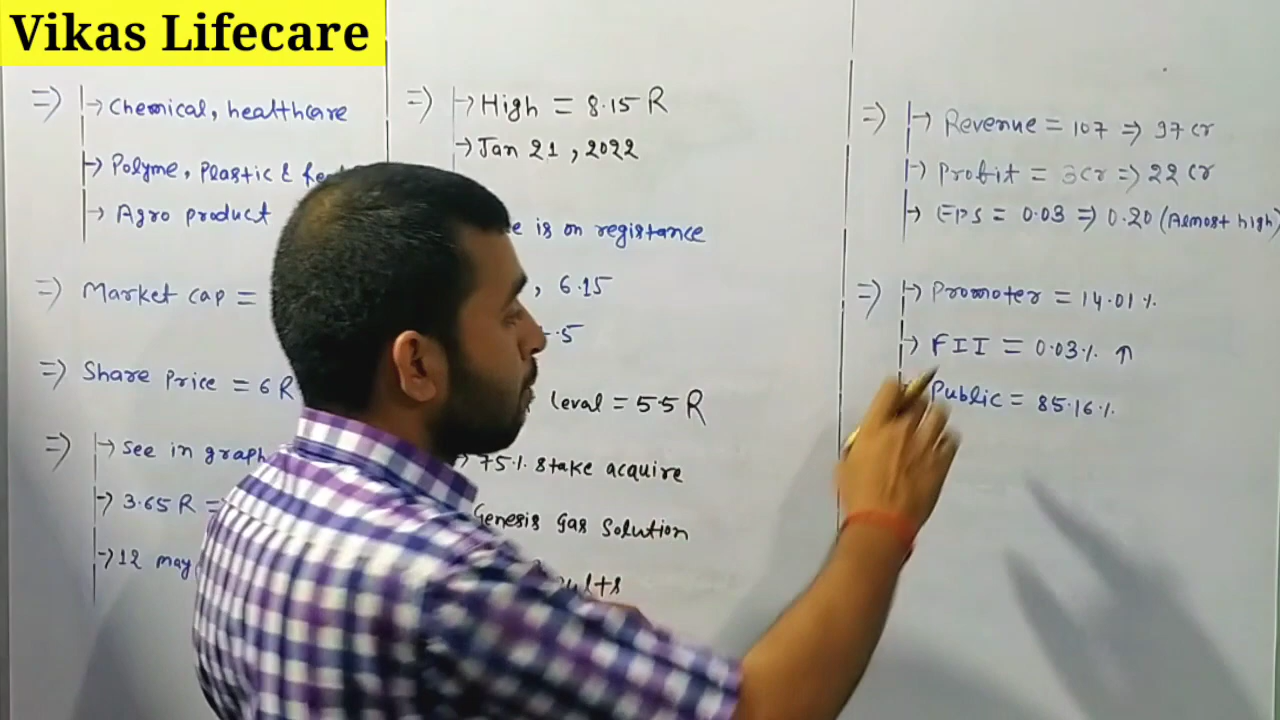 Vikas Lifecare
=> → Chemical, healthcare
→ Polyme, Plastic &
→ Agro product
=> Market cap =
=> Share Price = 6 R
=> → See in graph
→ 3.65 R =>
→ 12 may
=> → High = 8.15 R
→ Jan 21, 2022
is on registance
, 6.15
.5
leval = 5.5 R
→ 75% stake acquire
Genesis Gas Solution
=> → Revenue = 107 => 97 cr
→ Profit = 3 Cr => 22 Cr
→ EPS = 0.03 => 0.20 (Almost high)
=> → Promoter = 14.01%
→ FII = 0.03% ↑
Public = 85.16%